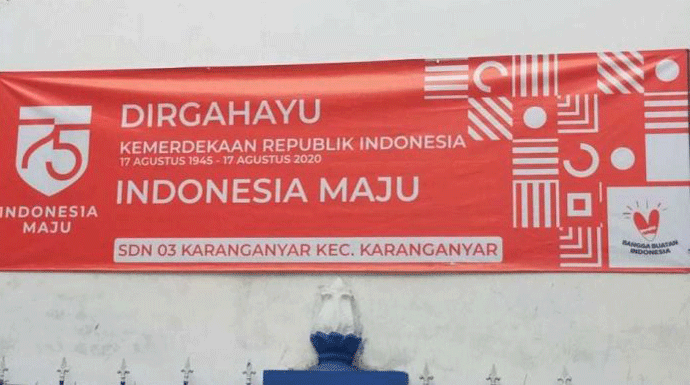 DIRGAHAYU
KEMERDEKAAN REPUBLIK INDONESIA
17 AGUSTUS 1945 - 17 AGUSTUS 2020
INDONESIA MAJU
SDN 03 KARANGANYAR KEC. KARANGANYAR
75
INDONESIA
MAJU
BANGGA BUATAN
INDONESIA